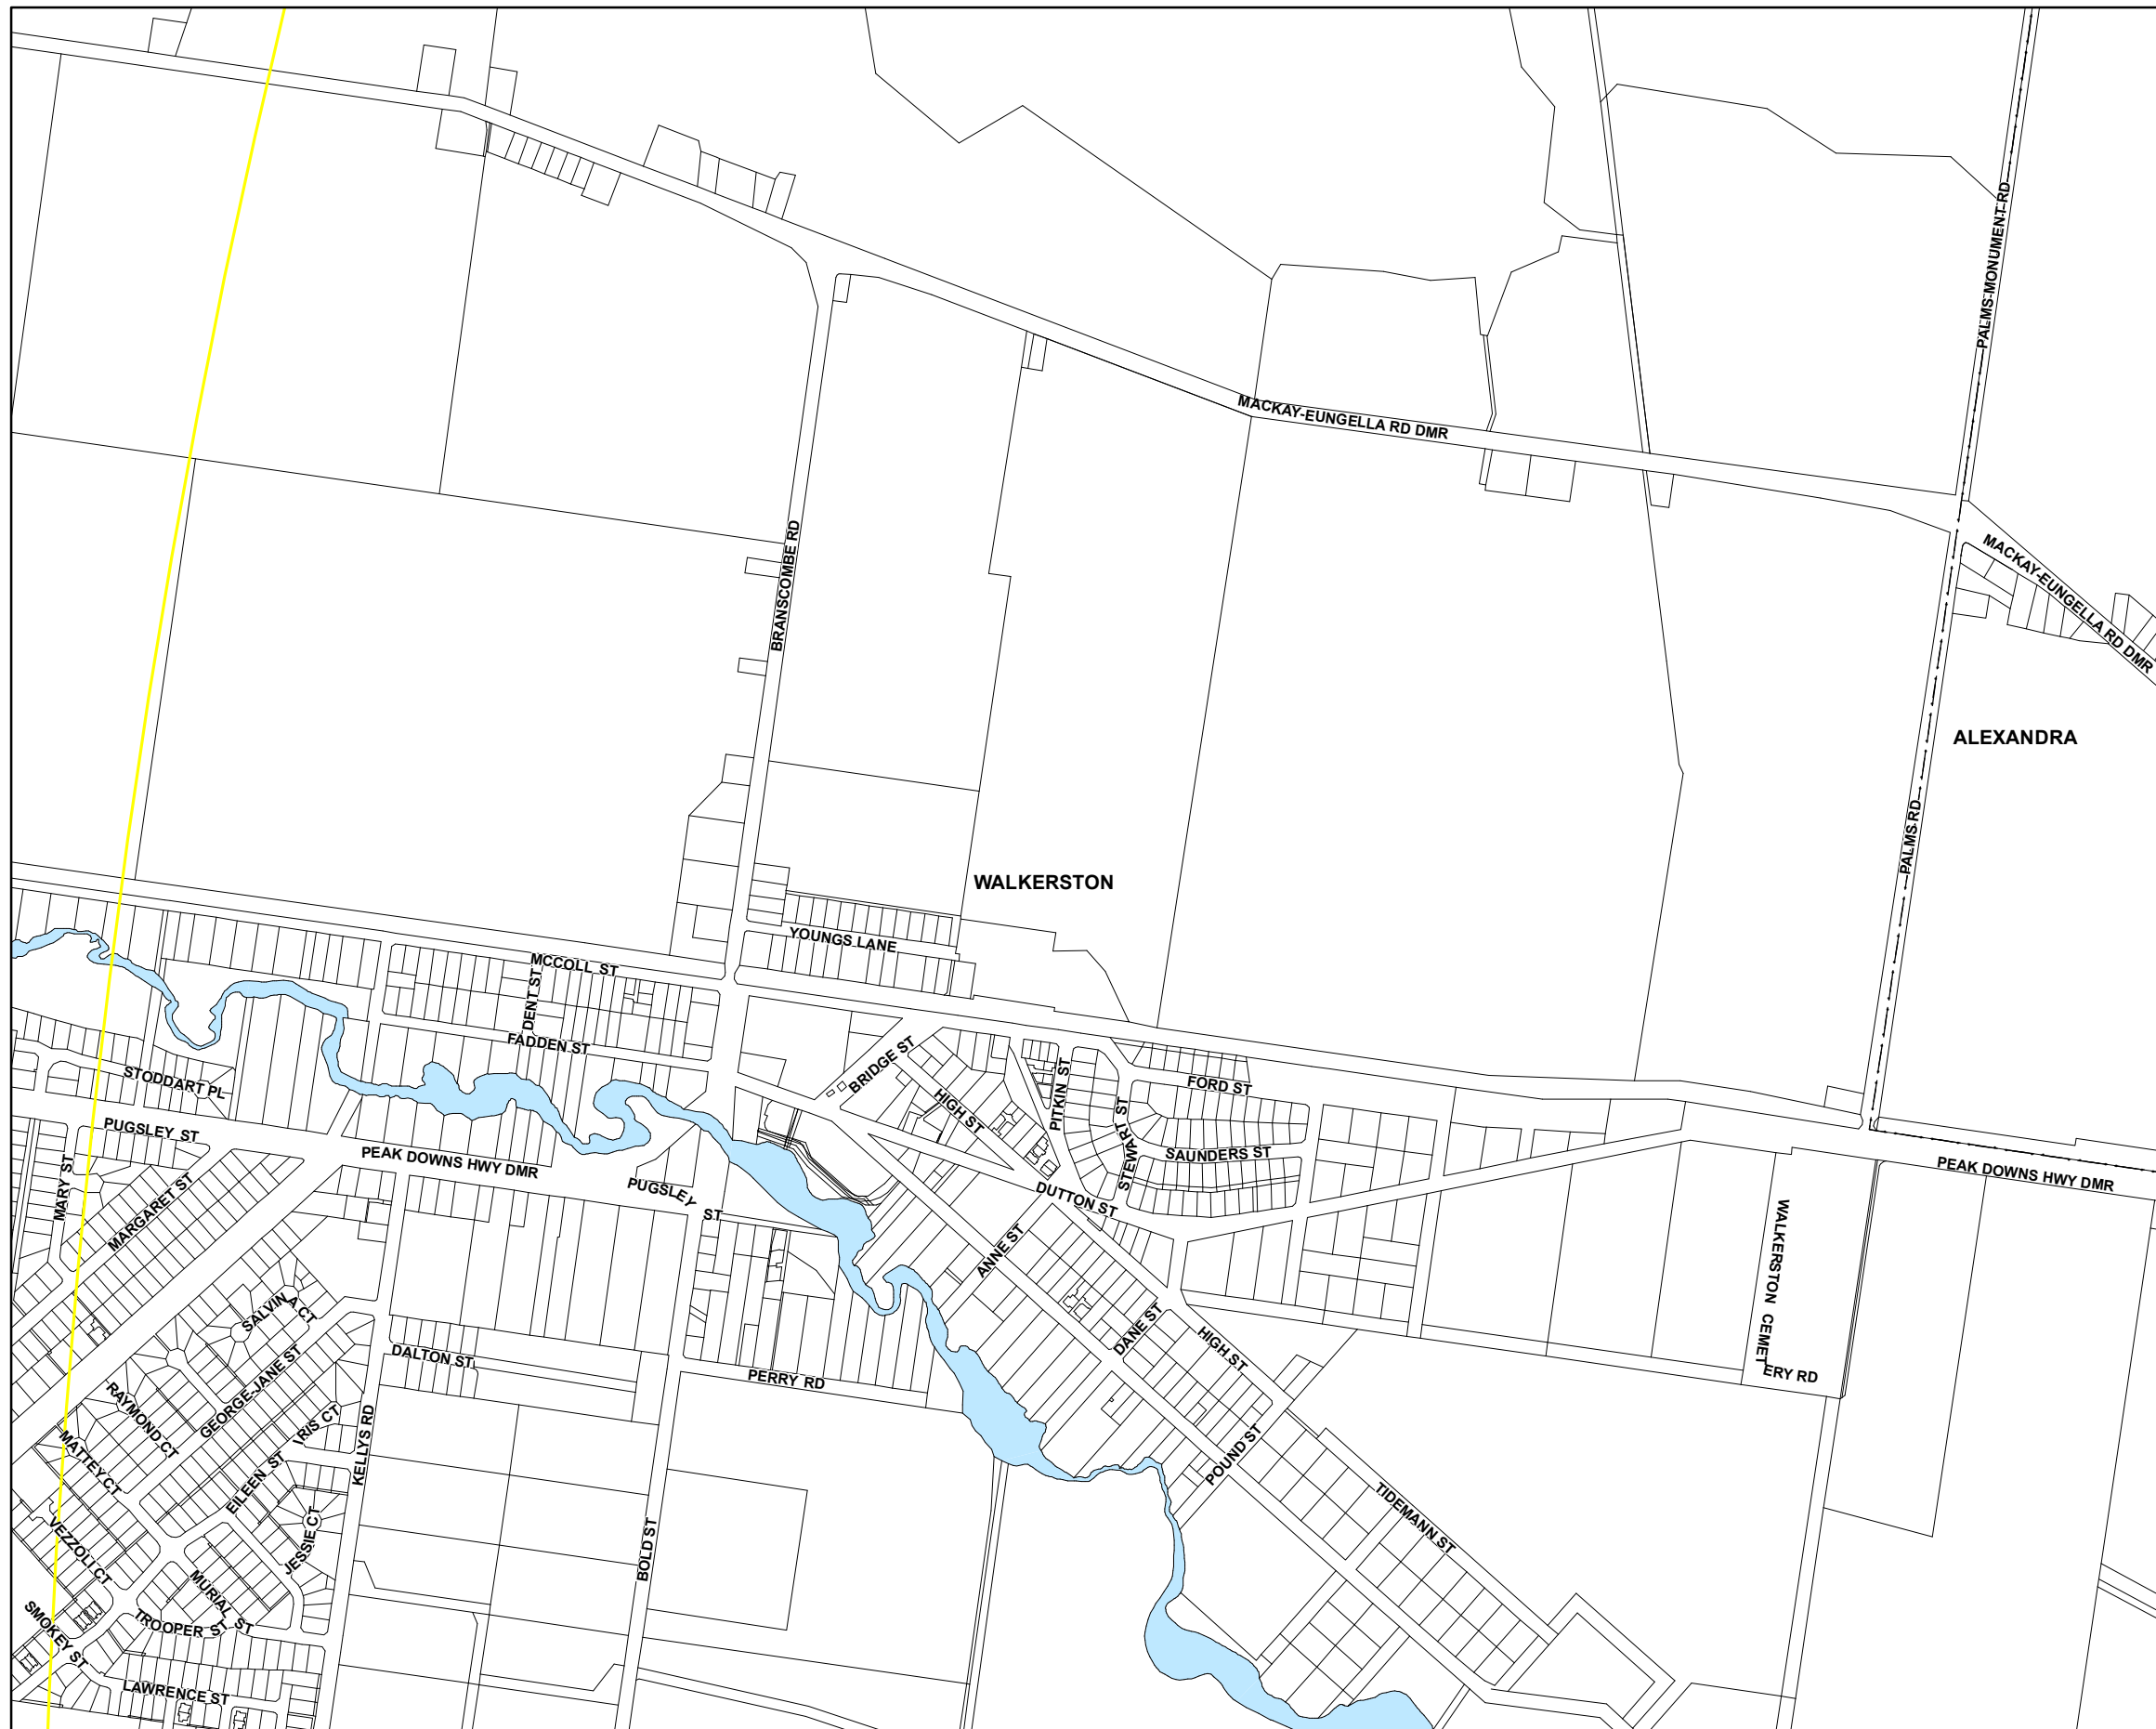 PALMS-MONUMENT-RD
MACKAY-EUNGELLA RD DMR
BRANSCOMBE RD
MACKAY-EUNGELLA RD DMR
ALEXANDRA
PALMS RD
WALKERSTON
YOUNGS LANE
MCCOLL ST
DENT ST
FADDEN ST
BRIDGE ST
HIGH ST
PITKIN ST
FORD ST
STEWART ST
SAUNDERS ST
STODDART PL
PUGSLEY ST
MARY ST
MARGARET ST
PEAK DOWNS HWY DMR
PUGSLEY ST
DUTTON ST
PEAK DOWNS HWY DMR
ANNE ST
WALKERSTON CEMETERY RD
SALVINA CT
DANE ST
HIGH ST
DALTON ST
GEORGE-JANE ST
PERRY RD
RAYMOND CT
IRIS CT
KELLYS RD
MATTEY CT
EILEEN ST
POUND ST
TIDEMANN ST
VEZZOLI CT
JESSIE CT
BOLD ST
MURIAL ST
TROOPER ST
SMOKEY ST
LAWRENCE ST